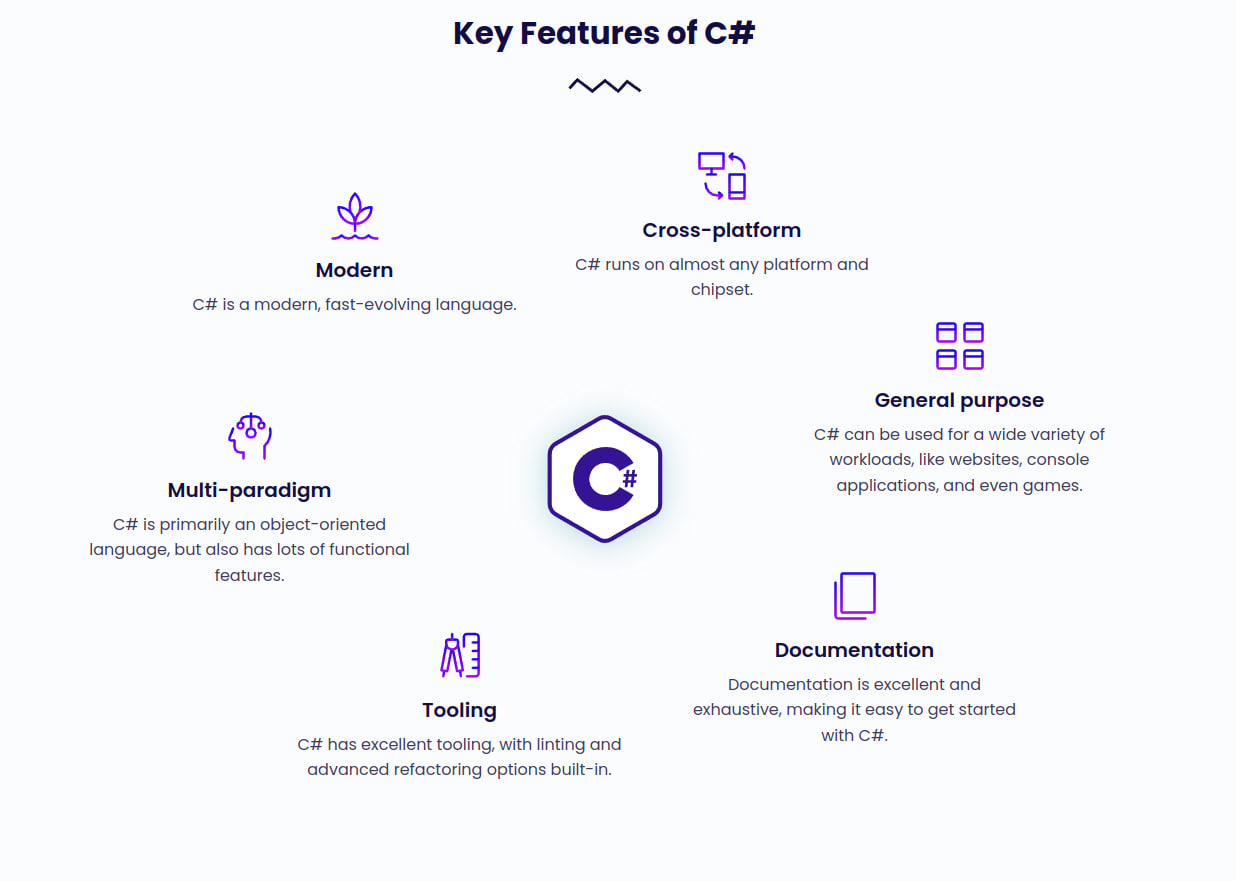 Key Features of C#
Cross-platform
C# runs on almost any platform and
chipset.
Modern
C# is a modern, fast-evolving language.
General purpose
C# can be used for a wide variety of
workloads, like websites, console
applications, and even games.
Multi-paradigm
C# is primarily an object-oriented
language, but also has lots of functional
features.
C#
Documentation
Documentation is excellent and
exhaustive, making it easy to get started
with C#.
Tooling
C# has excellent tooling, with linting and
advanced refactoring options built-in.